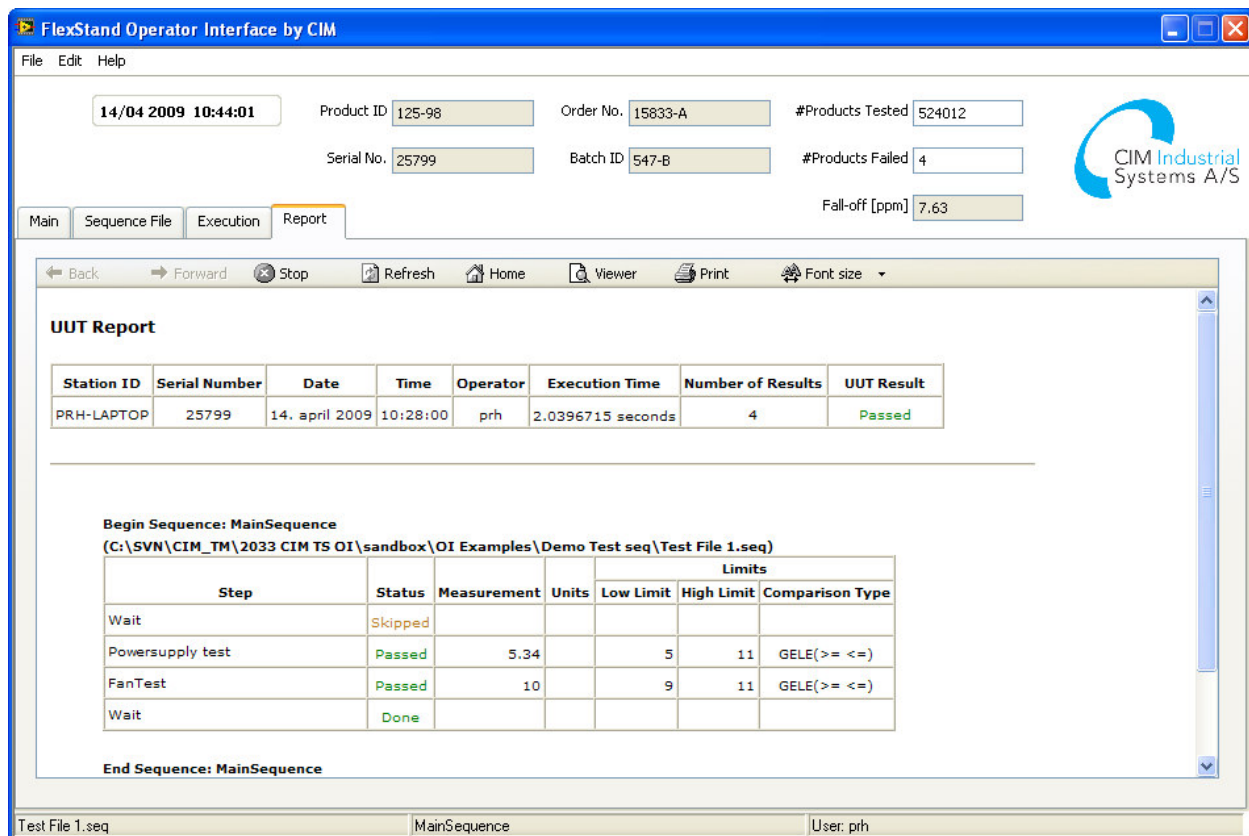 FlexStand Operator Interface by CIM
File Edit Help
14/04 2009 10:44:01 Product ID 125-98 Order No. 15833-A #Products Tested 524012
Serial No. 25799 Batch ID 547-B #Products Failed 4
CIM Industrial
Systems A/S
Fall-off [ppm] 7.63
Main Sequence File Execution Report
Back Forward Stop Refresh Home Viewer Print Font size
UUT Report
Station ID Serial Number Date Time Operator Execution Time Number of Results UUT Result
PRH-LAPTOP 25799 14. april 2009 10:28:00 prh 2.0396715 seconds 4 Passed
Begin Sequence: MainSequence
(C:\SVN\CIM_TM\2033 CIM TS OI\sandbox\OI Examples\Demo Test seq\Test File 1.seq)
Limits
Step Status Measurement Units Low Limit High Limit Comparison Type
Wait Skipped
Powersupply test Passed 5.34 5 11 GELE(>= <=)
FanTest Passed 10 9 11 GELE(>= <=)
Wait Done
End Sequence: MainSequence
Test File 1.seq MainSequence User: prh